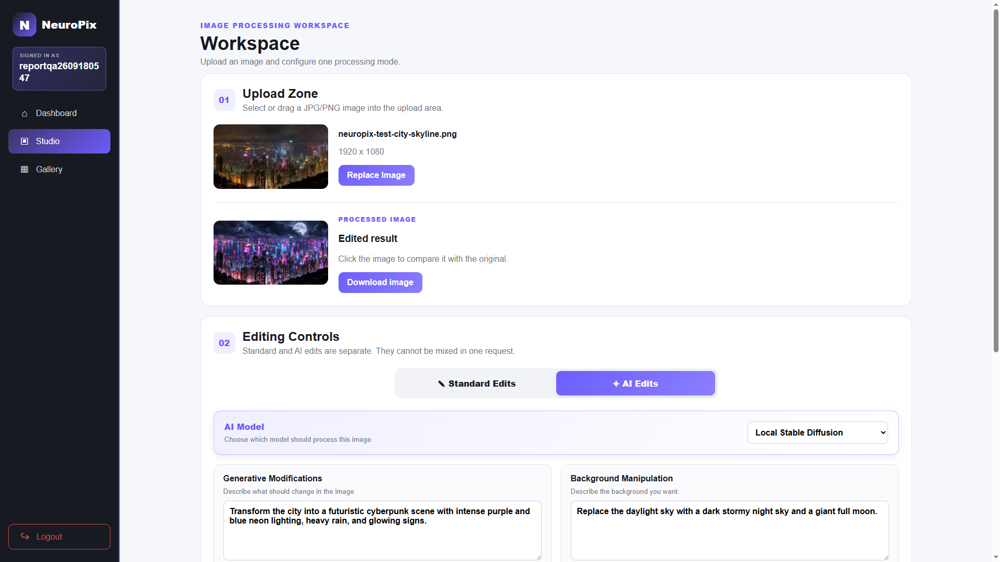 N NeuroPix
SIGNED IN AS
reportqa26091805
47
Dashboard
Studio
Gallery
Logout
IMAGE PROCESSING WORKSPACE
Workspace
Upload an image and configure one processing mode.
01
Upload Zone
Select or drag a JPG/PNG image into the upload area.
neuropix-test-city-skyline.png
1920 x 1080
Replace Image
PROCESSED IMAGE
Edited result
Click the image to compare it with the original.
Download image
02
Editing Controls
Standard and AI edits are separate. They cannot be mixed in one request.
Standard Edits
AI Edits
AI Model
Choose which model should process this image.
Local Stable Diffusion
Generative Modifications
Describe what should change in the image.
Transform the city into a futuristic cyberpunk scene with intense purple and
blue neon lighting, heavy rain, and glowing signs.
Background Manipulation
Describe the background you want.
Replace the daylight sky with a dark stormy night sky and a giant full moon.